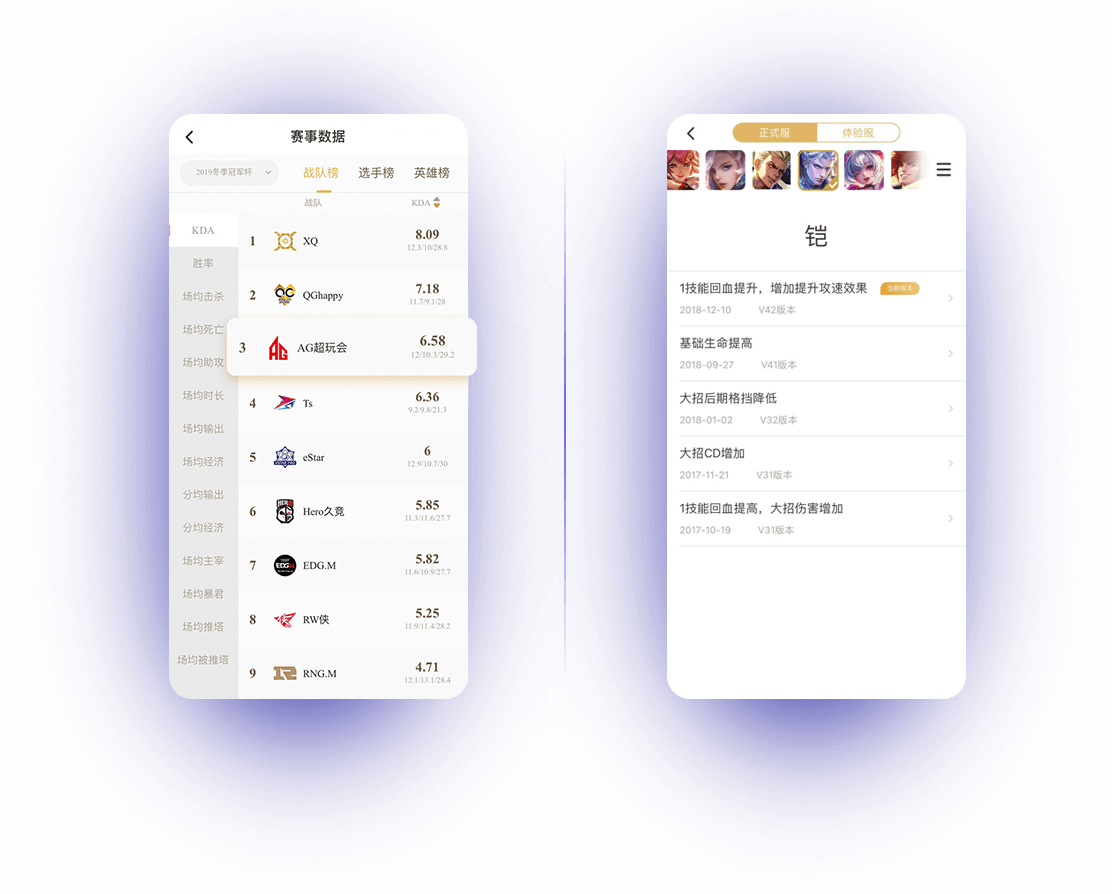 赛事数据
2019冬季冠军杯
战队榜 选手榜 英雄榜
战队 KDA
KDA
胜率
场均击杀
场均死亡
场均助攻
场均时长
场均输出
场均经济
分均输出
分均经济
场均主宰
场均暴君
场均推塔
场均被推塔
1 XQ 8.09
12.3/10/28.8
2 QGhappy 7.18
11.7/9.1/28
3 AG超玩会 6.58
12/10.3/29.2
4 Ts 6.36
9.2/9.8/21.3
5 eStar 6
12.9/10.7/30
6 Hero久竞 5.85
11.3/11.6/27.7
7 EDG.M 5.82
11.6/10.9/27.7
8 RW侠 5.25
11.9/11.4/28.2
9 RNG.M 4.71
12.1/13.1/28.4
正式服 体验服
铠
1技能回血提升，增加提升攻速效果 当前版本
2018-12-10 V42版本
基础生命提高
2018-09-27 V41版本
大招后期格挡降低
2018-01-02 V32版本
大招CD增加
2017-11-21 V31版本
1技能回血提高，大招伤害增加
2017-10-19 V31版本